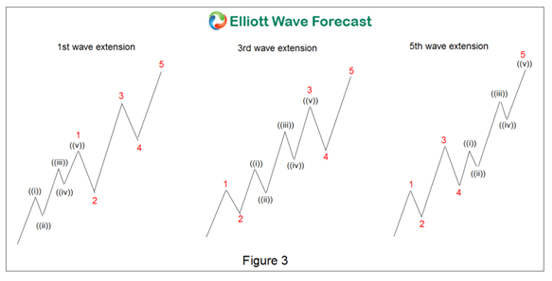 Elliott Wave Forecast
1st wave extension
3rd wave extension
5th wave extension
((i))
((ii))
((iii))
((iv))
1
((v))
2
3
4
5
1
2
((i))
((ii))
((iii))
((iv))
3
((v))
4
5
1
2
3
4
((i))
((ii))
((iii))
((iv))
5
((v))
Figure 3